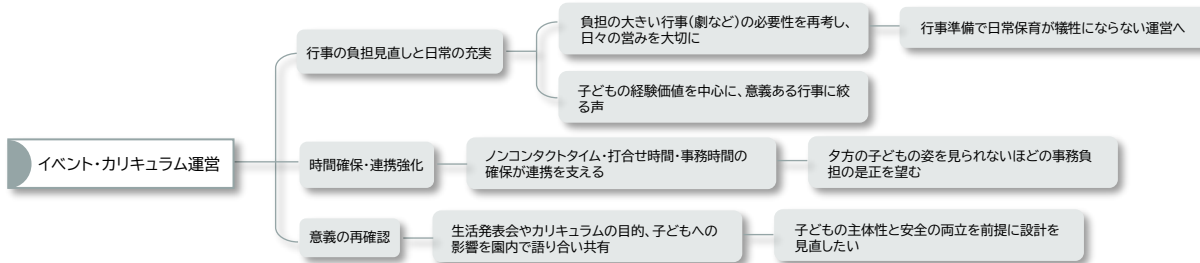 イベント・カリキュラム運営
行事の負担見直しと日常の充実
負担の大きい行事(劇など)の必要性を再考し、
日々の営みを大切に
行事準備で日常保育が犠牲にならない運営へ
子どもの経験価値を中心に、意義ある行事に絞
る声
時間確保・連携強化
ノンコンタクトタイム・打合せ時間・事務時間の
確保が連携を支える
夕方の子どもの姿を見られないほどの事務負
担の是正を望む
意義の再確認
生活発表会やカリキュラムの目的、子どもへの
影響を園内で語り合い共有
子どもの主体性と安全の両立を前提に設計を
見直したい